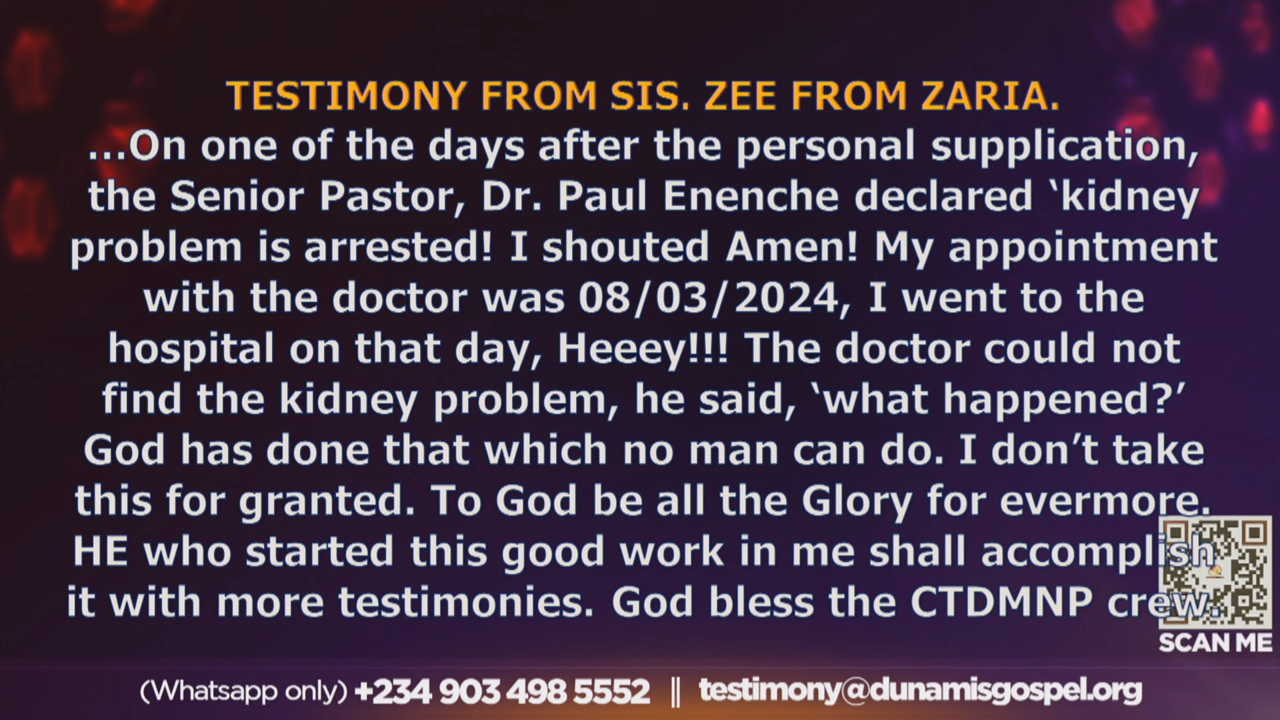 TESTIMONY FROM SIS. ZEE FROM ZARIA.
...On one of the days after the personal supplication,
the Senior Pastor, Dr. Paul Enenche declared ‘kidney
problem is arrested! I shouted Amen! My appointment
with the doctor was 08/03/2024, I went to the
hospital on that day, Heeey!!! The doctor could not
find the kidney problem, he said, ‘what happened?’
God has done that which no man can do. I don’t take
this for granted. To God be all the Glory for evermore.
HE who started this good work in me shall accomplish
it with more testimonies. God bless the CTDMNP crew.
SCAN ME
(Whatsapp only) +234 903 498 5552 || testimony@dunamisgospel.org